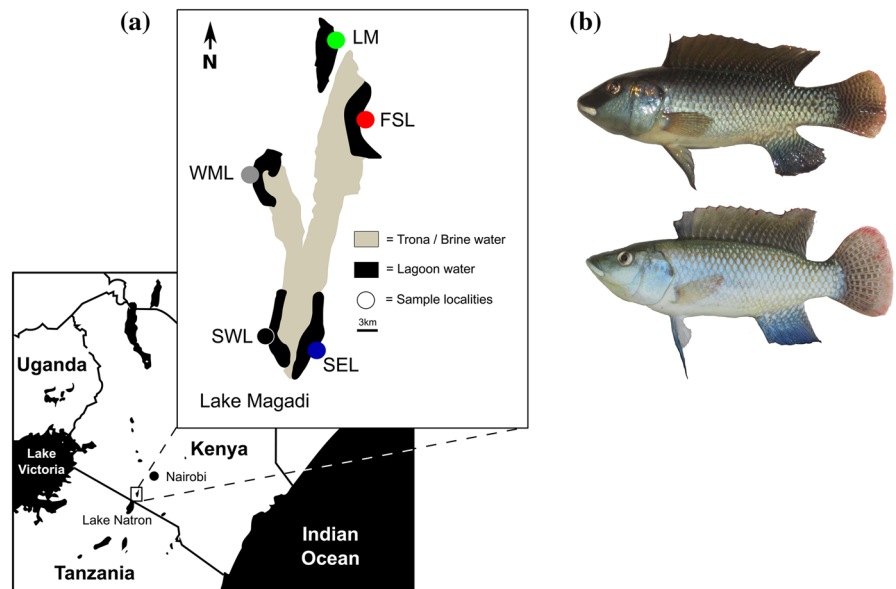 (a)
N
LM
FSL
WML
= Trona / Brine water
= Lagoon water
= Sample localities
3km
SWL
SEL
Lake Magadi
Uganda
Lake
Victoria
Kenya
Nairobi
Lake Natron
Tanzania
Indian
Ocean
(b)